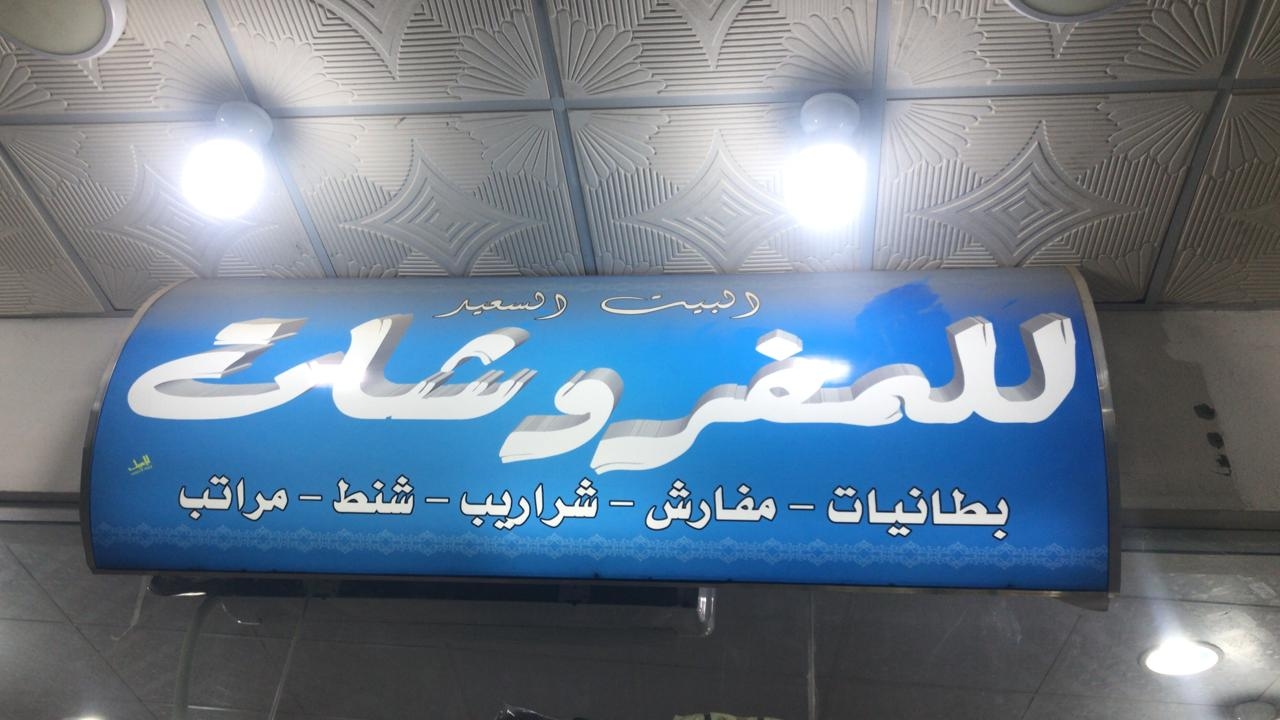 البيت السعيد
للمفروشات
بطانيات - مفارش - شراريب - شنط - مراتب